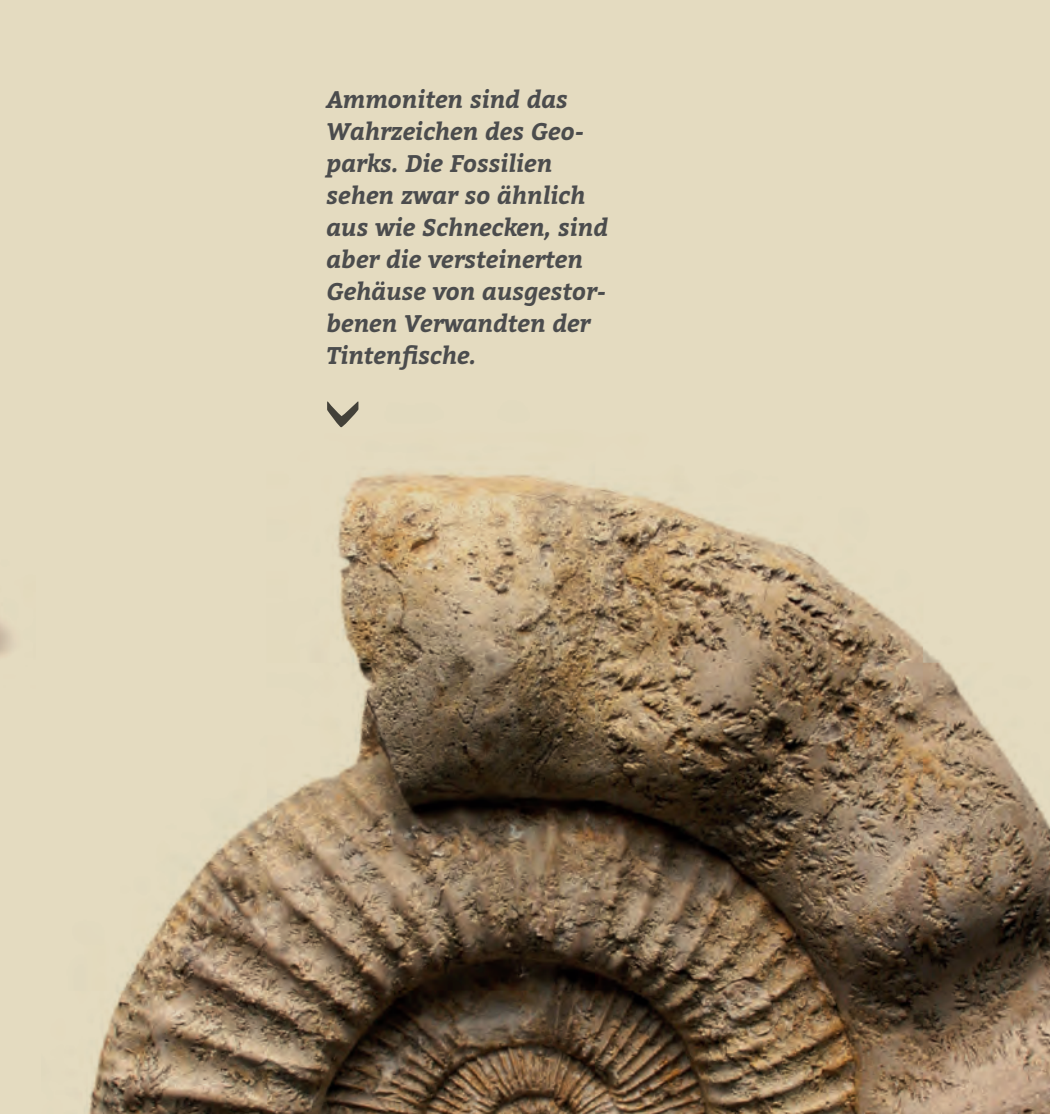 Ammoniten sind das
Wahrzeichen des Geo-
parks. Die Fossilien
sehen zwar so ähnlich
aus wie Schnecken, sind
aber die versteinerten
Gehäuse von ausgestor-
benen Verwandten der
Tintenfische.